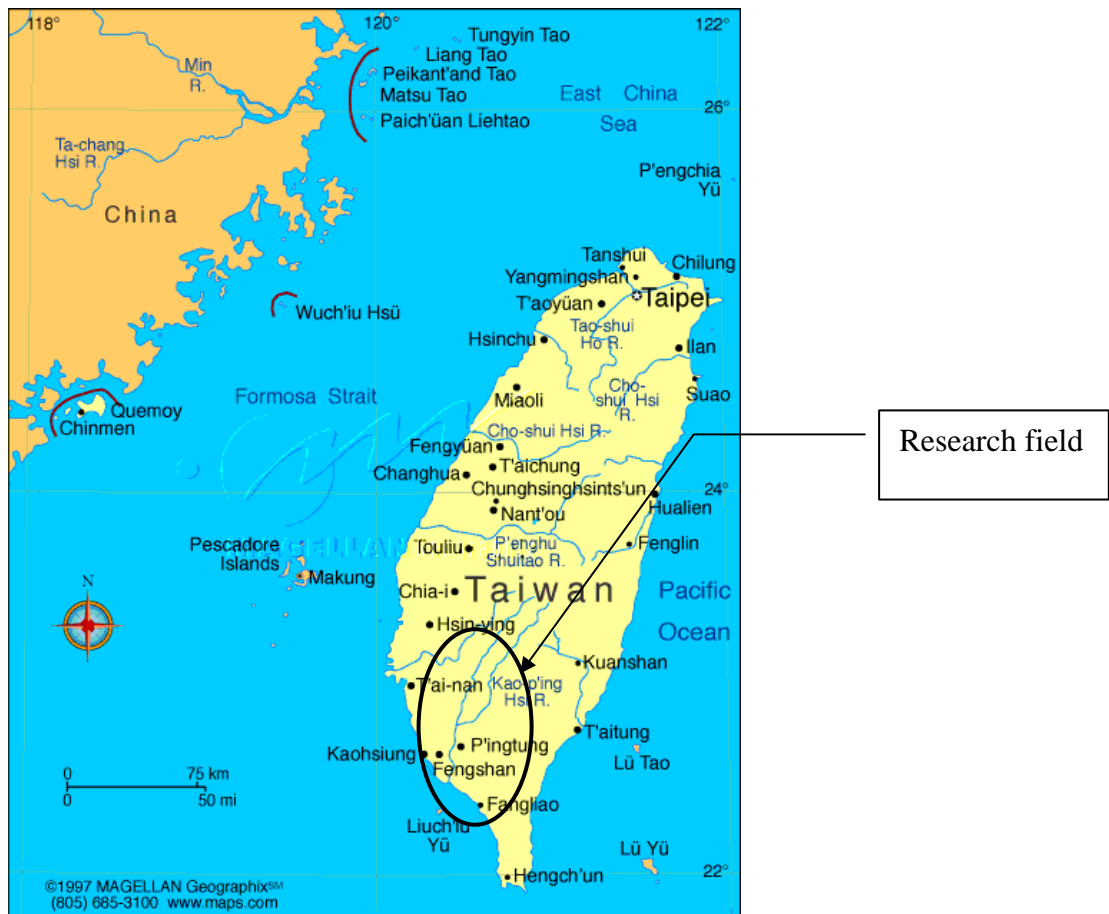 118°
120°
122°
Tungyin Tao
Liang Tao
Peikant'and Tao
Matsu Tao
Paich'üan Liehtao
Min
R.
East China
Sea
26°
Ta-chang
Hsi R.
P'engchia
Yü
China
Tanshui
Chilung
Yangmingshan
Taipei
T'aoyüan
Wuch'iu Hsü
Tao-shui
Ho R.
Hsinchu
Ilan
Formosa Strait
Miaoli
Cho-
shui Hsi
R.
Suao
Quemoy
Chinmen
Cho-shui Hsi R.
Fengyüan
T'aichung
Changhua
Chunghsinghsints'un
24°
Hualien
Nant'ou
Research field
Pescadore
Islands
MAGELLAN
Touliu
P'enghu
Shuitao R.
Fenglin
Makung
Chia-i
Taiwan
Pacific
Ocean
N
Hsin-ying
Kuanshan
T'ai-nan
Kao-p'ing
Hsi R.
T'aitung
Kaohsiung
P'ingtung
Fengshan
Lü Tao
0 75 km
0 50 mi
Fangliao
Liuch'iu
Yü
Lü Yü
22°
Hengch'un
©1997 MAGELLAN Geographix℠
(805) 685-3100 www.maps.com